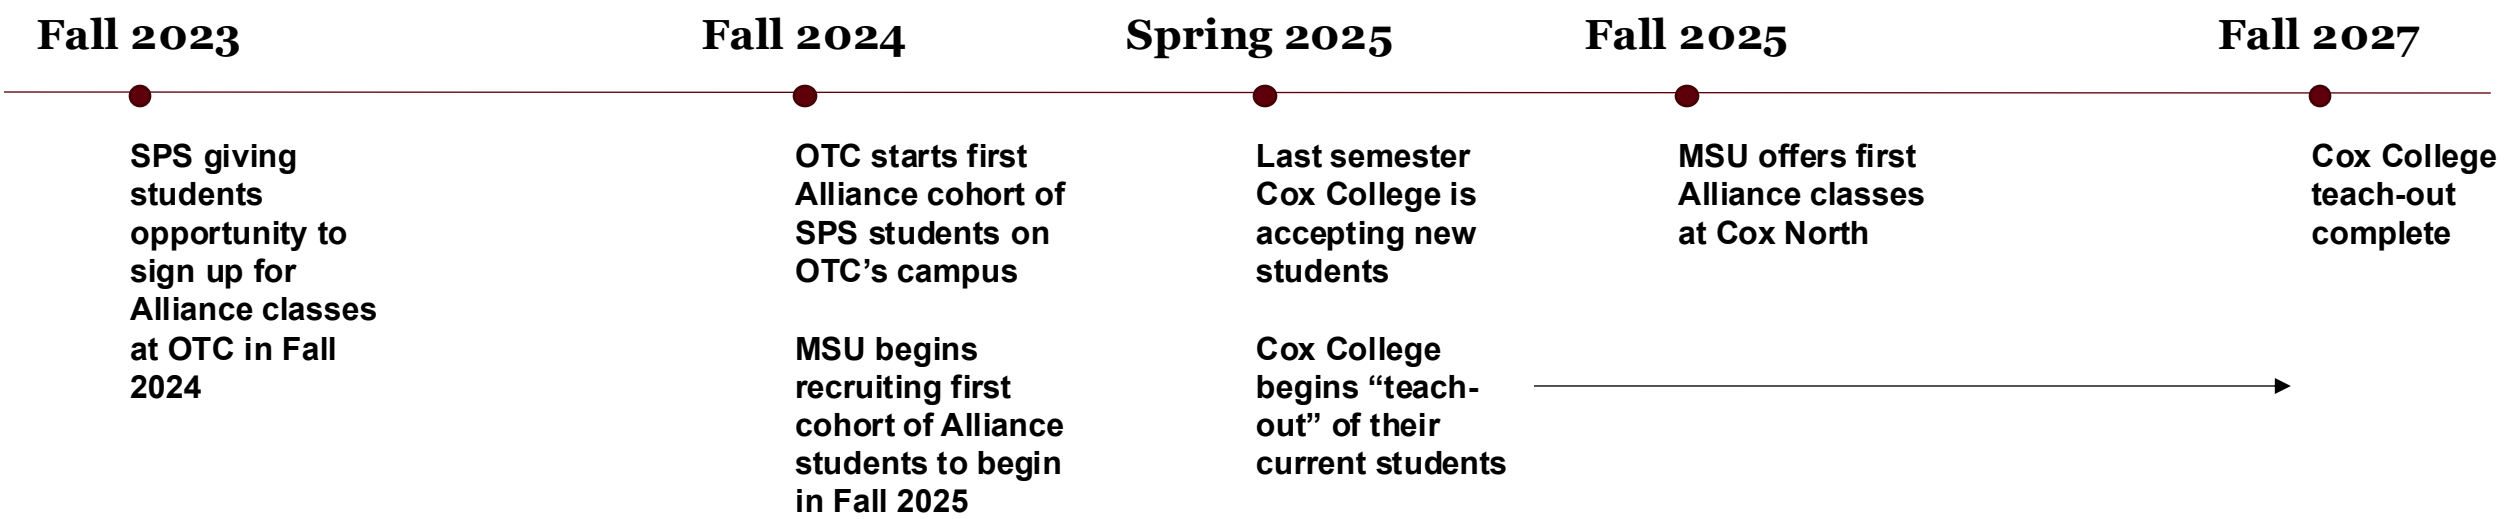 Fall 2023
Fall 2024
Spring 2025
Fall 2025
Fall 2027
SPS giving
students
opportunity to
sign up for
Alliance classes
at OTC in Fall
2024
OTC starts first
Alliance cohort of
SPS students on
OTC’s campus
MSU begins
recruiting first
cohort of Alliance
students to begin
in Fall 2025
Last semester
Cox College is
accepting new
students
Cox College
begins “teach-
out” of their
current students
MSU offers first
Alliance classes
at Cox North
Cox College
teach-out
complete